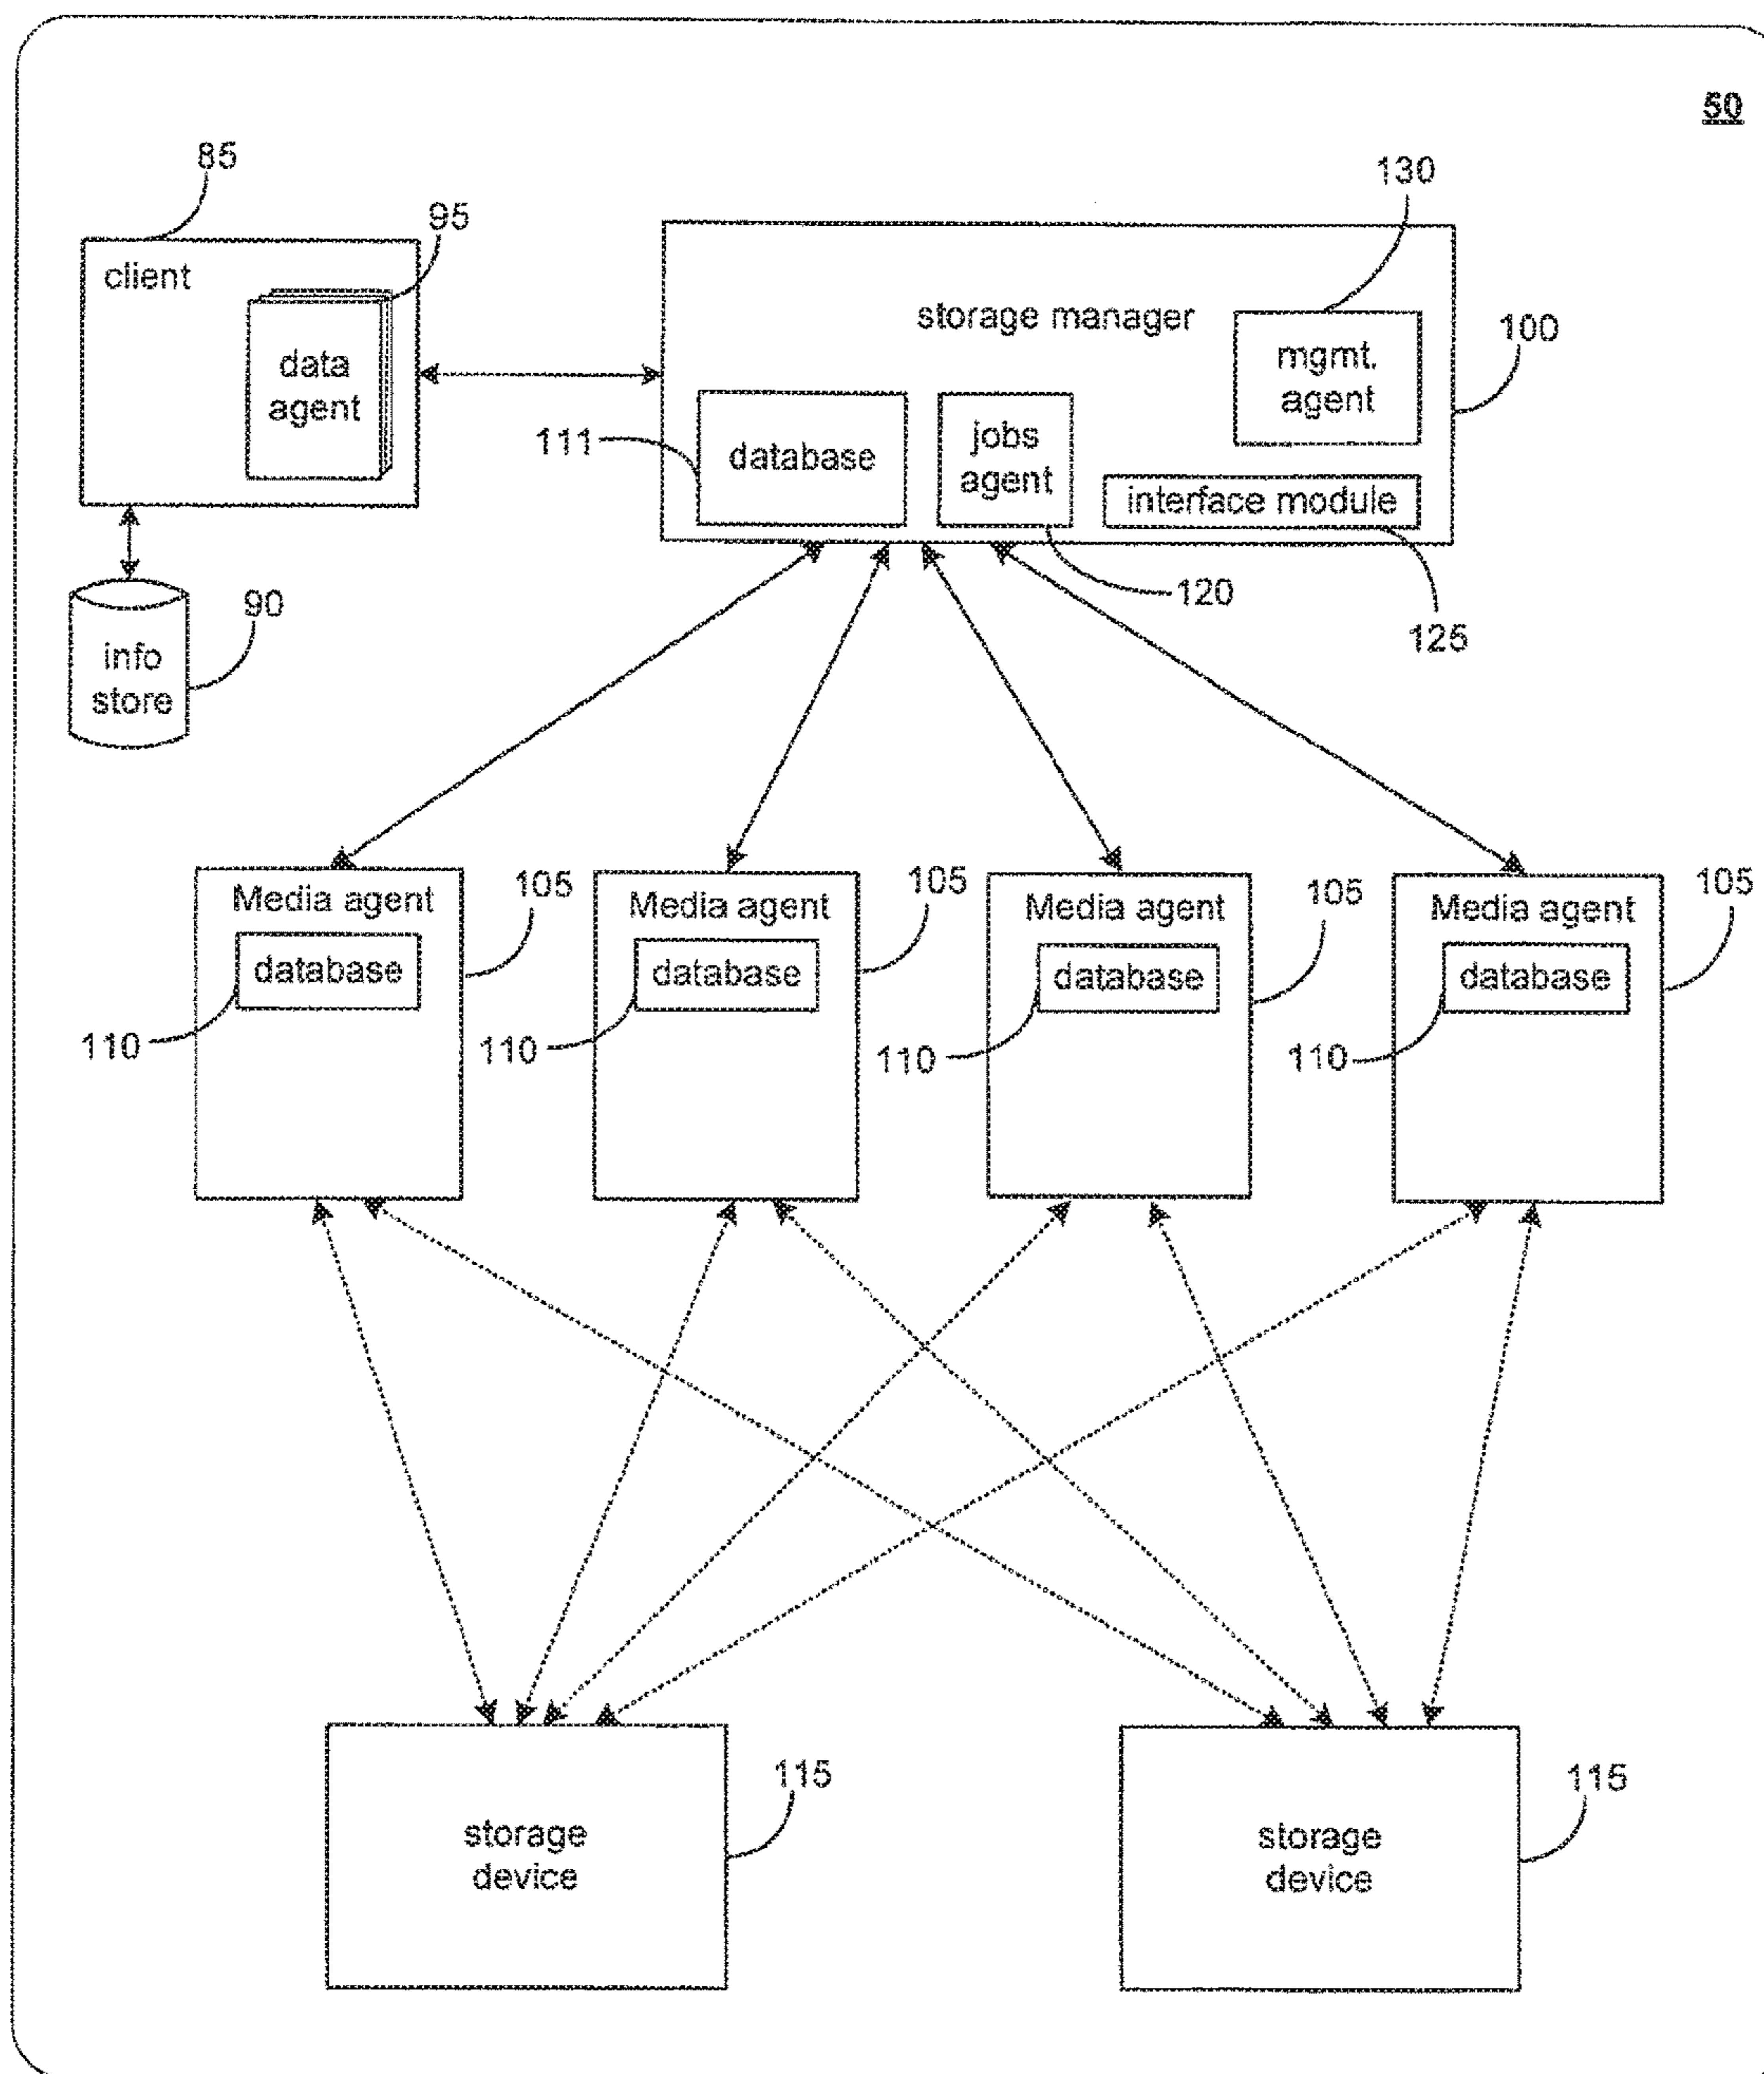 50
85
95
130
client
storage manager
100
data
agent
mgmt.
agent
111
database
jobs
agent
interface module
120
125
90
info
store
Media agent
105
Media agent
105
Media agent
105
Media agent
105
database
database
database
database
110
110
110
110
115
115
storage
device
storage
device